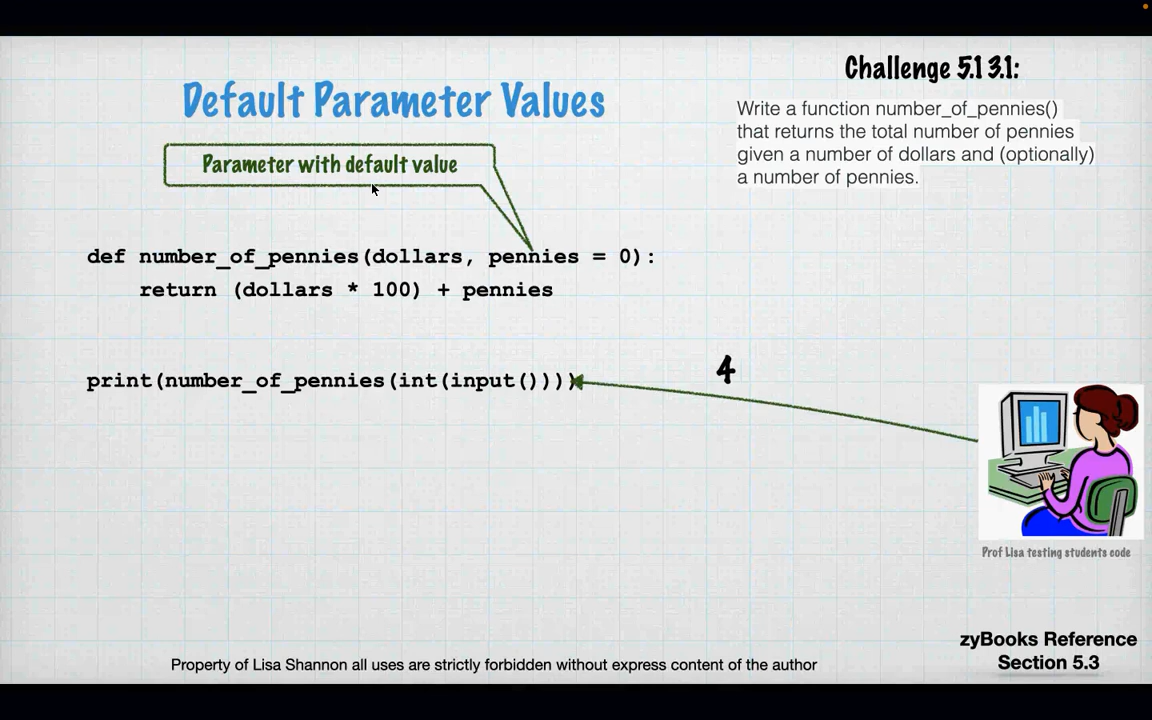 Challenge 5.13.1:
Default Parameter Values
Write a function number_of_pennies()
that returns the total number of pennies
given a number of dollars and (optionally)
a number of pennies.
Parameter with default value
def number_of_pennies(dollars, pennies = 0):
    return (dollars * 100) + pennies
print(number_of_pennies(int(input())))
4
Prof Lisa testing students code
zyBooks Reference
Section 5.3
Property of Lisa Shannon all uses are strictly forbidden without express content of the author